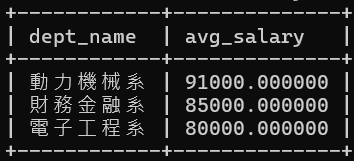 +--------------+--------------+
| dept_name | avg_salary |
+--------------+--------------+
| 動力機械系 | 91000.000000 |
| 財務金融系 | 85000.000000 |
| 電子工程系 | 80000.000000 |
+--------------+--------------+